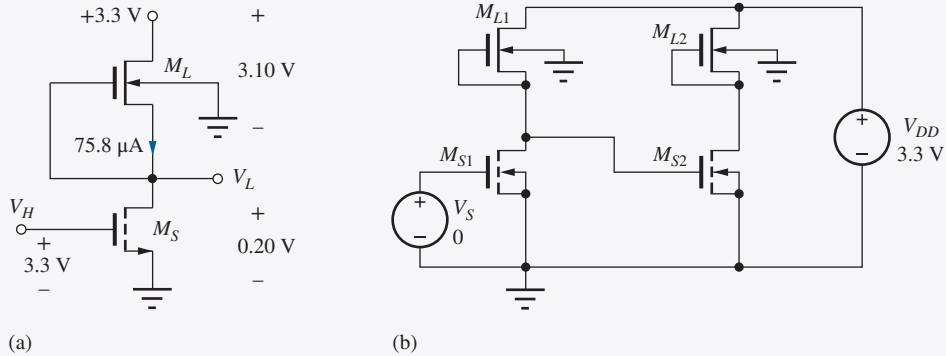 +3.3 V
+
M_L
3.10 V
75.8 µA
–
V_L
V_H
M_S
+
+
3.3 V
0.20 V
–
–
(a)
M_L1
M_L2
M_S1
M_S2
+
V_DD
–
3.3 V
+
V_S
–
0
(b)